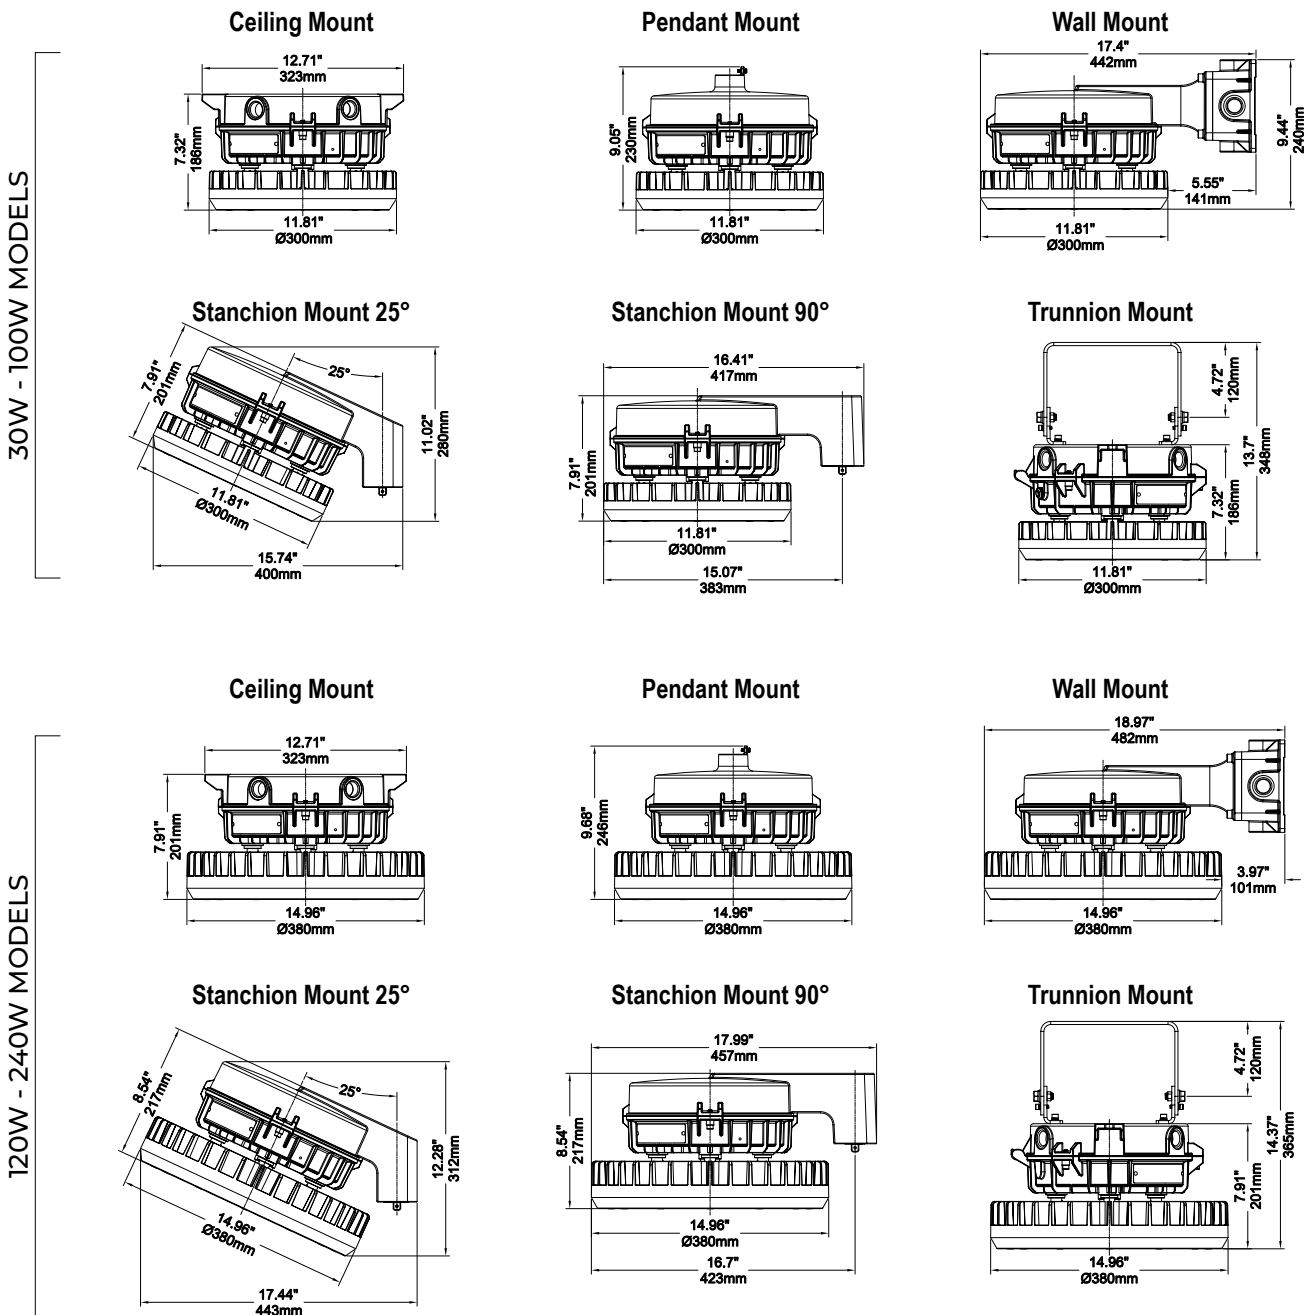 30W - 100W MODELS
Ceiling Mount
12.71"
323mm
7.32"
186mm
11.81"
Ø300mm
Pendant Mount
9.05"
230mm
11.81"
Ø300mm
Wall Mount
17.4"
442mm
9.44"
240mm
5.55"
141mm
11.81"
Ø300mm
Stanchion Mount 25°
7.91"
201mm
25°
11.02"
280mm
11.81"
Ø300mm
15.74"
400mm
Stanchion Mount 90°
16.41"
417mm
7.91"
201mm
11.81"
Ø300mm
15.07"
383mm
Trunnion Mount
4.72"
120mm
13.7"
348mm
7.32"
186mm
11.81"
Ø300mm
120W - 240W MODELS
Ceiling Mount
12.71"
323mm
7.91"
201mm
14.96"
Ø380mm
Pendant Mount
9.68"
246mm
14.96"
Ø380mm
Wall Mount
18.97"
482mm
3.97"
101mm
14.96"
Ø380mm
Stanchion Mount 25°
8.54"
217mm
25°
12.28"
312mm
14.96"
Ø380mm
17.44"
443mm
Stanchion Mount 90°
17.99"
457mm
8.54"
217mm
14.96"
Ø380mm
16.7"
423mm
Trunnion Mount
4.72"
120mm
14.37"
365mm
7.91"
201mm
14.96"
Ø380mm